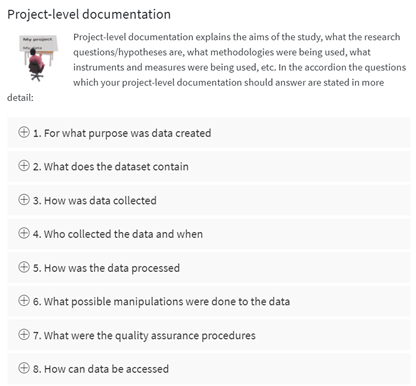 Project-level documentation
My project
Project-level documentation explains the aims of the study, what the research
questions/hypotheses are, what methodologies were being used, what
instruments and measures were being used, etc. In the accordion the questions
which your project-level documentation should answer are stated in more
detail:
1. For what purpose was data created
2. What does the dataset contain
3. How was data collected
4. Who collected the data and when
5. How was the data processed
6. What possible manipulations were done to the data
7. What were the quality assurance procedures
8. How can data be accessed